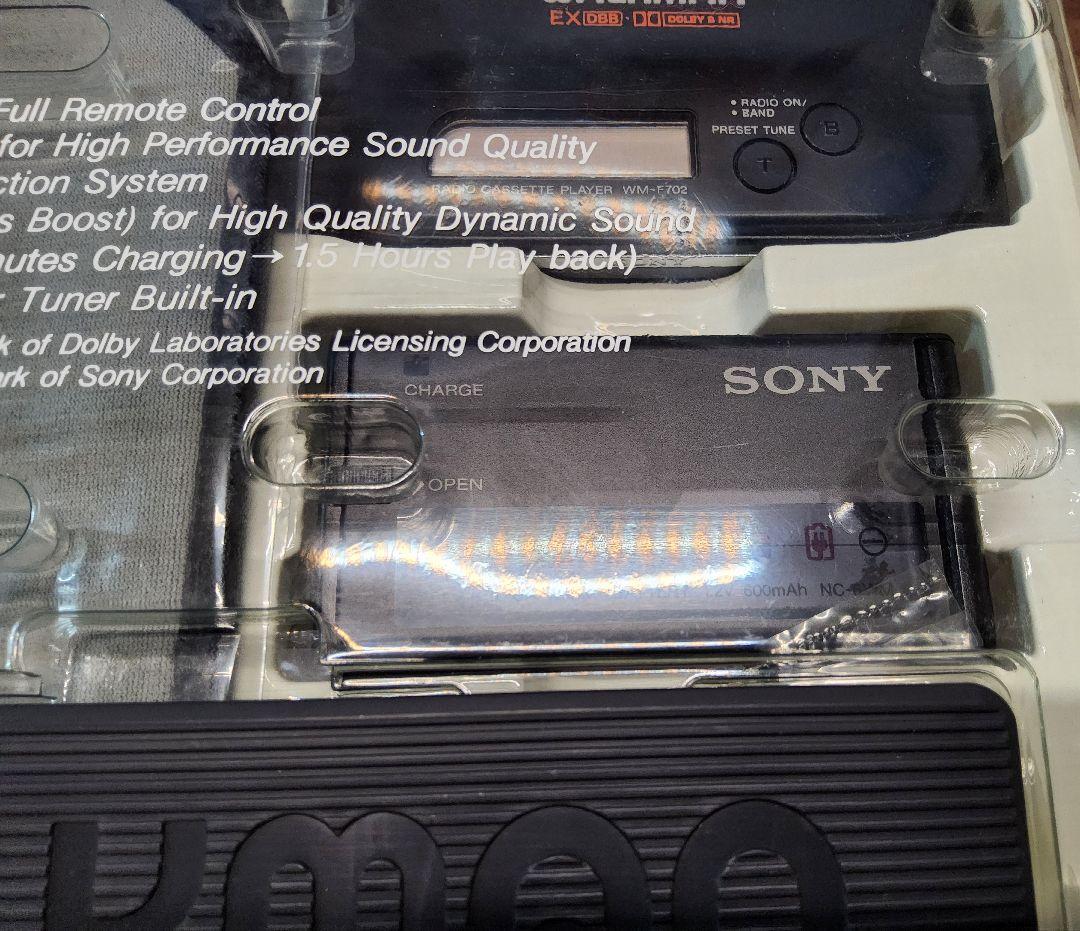 EX DBB · DOLBY B NR
• RADIO ON/
• BAND
PRESET TUNE
B
T
RADIO CASSETTE PLAYER WM-F702
Full Remote Control
for High Performance Sound Quality
ction System
s Boost) for High Quality Dynamic Sound
nutes Charging→1.5 Hours Play back)
r Tuner Built-in
k of Dolby Laboratories Licensing Corporation
ark of Sony Corporation
CHARGE
SONY
OPEN
1.2V 600mAh NC-